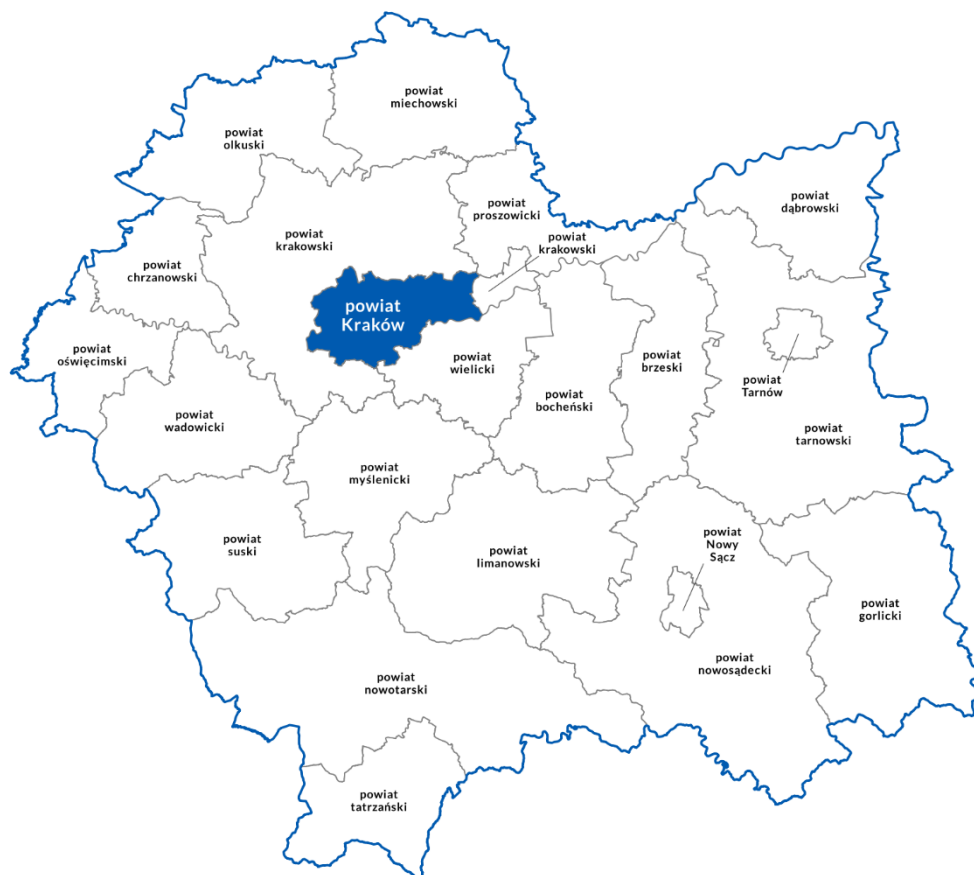 powiat
miechowski
powiat
olkuski
powiat
dąbrowski
powiat
proszowicki
powiat
krakowski
powiat
krakowski
powiat
chrzanowski
powiat
Kraków
powiat
oświęcimski
powiat
wielicki
powiat
brzeski
powiat
Tarnów
powiat
bocheński
powiat
wadowicki
powiat
tarnowski
powiat
myślenicki
powiat
suski
powiat
limanowski
powiat
Nowy
Sącz
powiat
gorlicki
powiat
nowosądecki
powiat
nowotarski
powiat
tatrzański